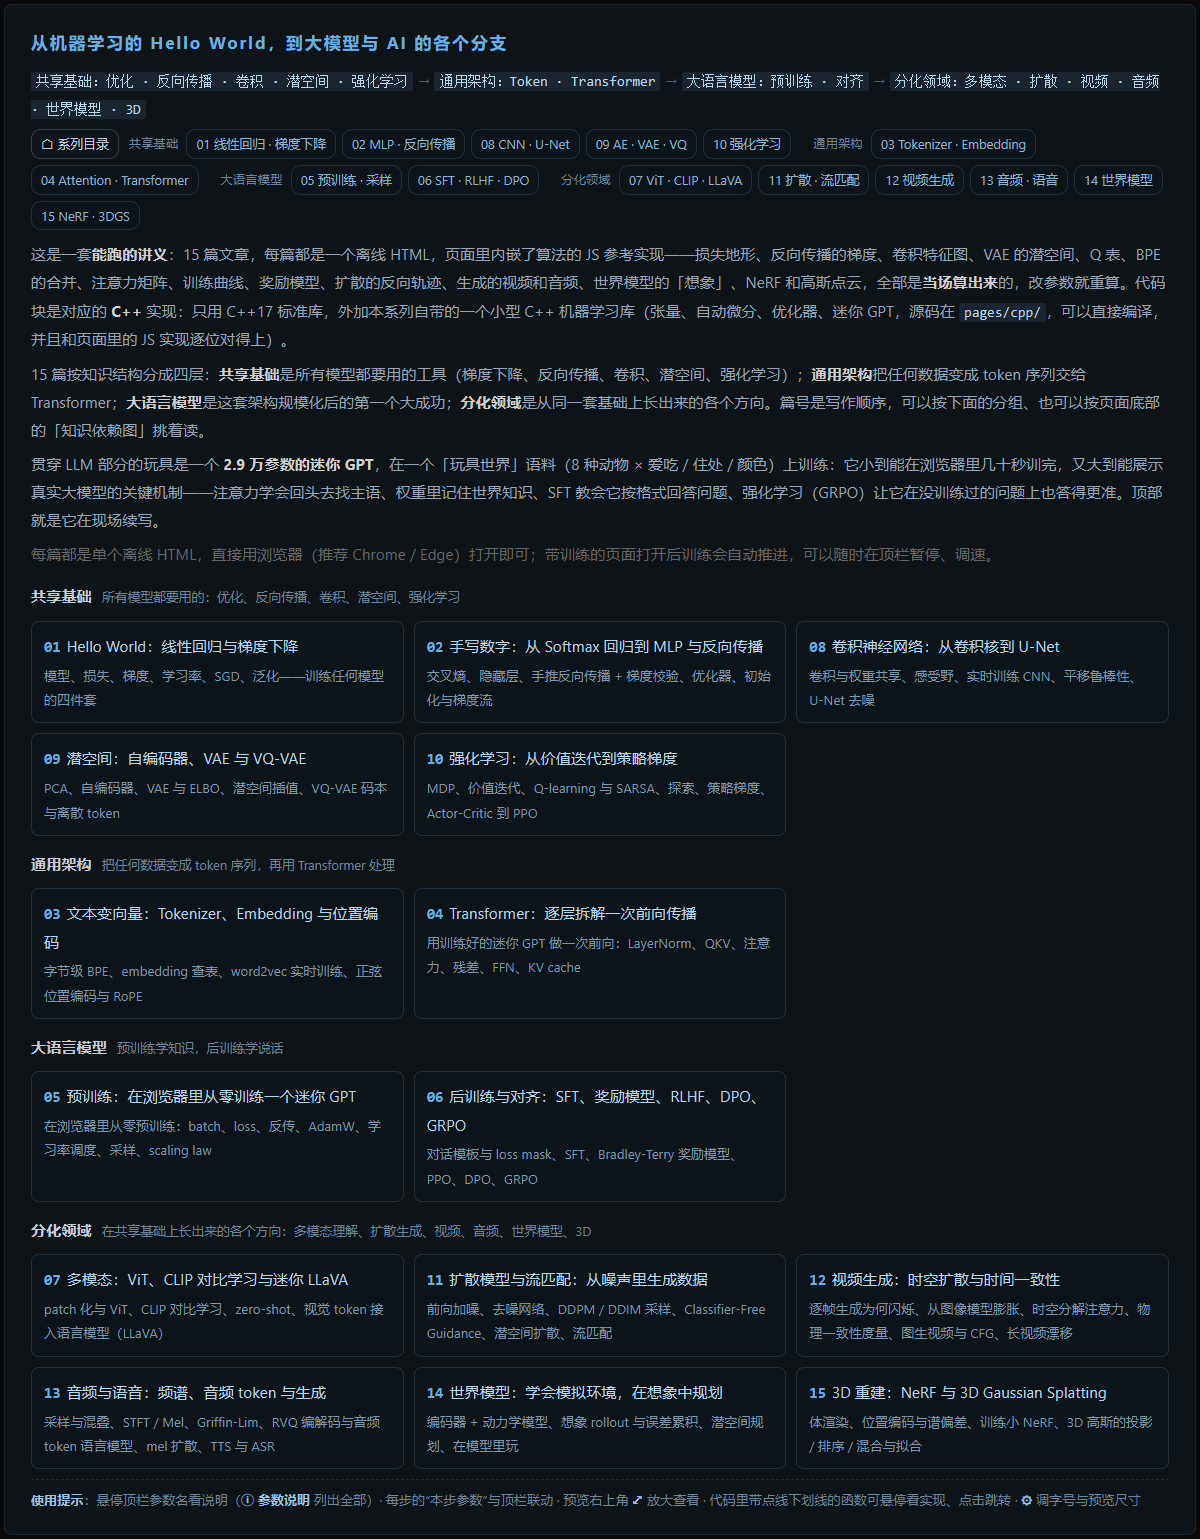 从机器学习的 Hello World，到大模型与 AI 的各个分支
共享基础：优化 · 反向传播 · 卷积 · 潜空间 · 强化学习 → 通用架构：Token · Transformer → 大语言模型：预训练 · 对齐 → 分化领域：多模态 · 扩散 · 视频 · 音频
· 世界模型 · 3D
系列目录 共享基础 01 线性回归 · 梯度下降 02 MLP · 反向传播 08 CNN · U-Net 09 AE · VAE · VQ 10 强化学习 通用架构 03 Tokenizer · Embedding
04 Attention · Transformer 大语言模型 05 预训练 · 采样 06 SFT · RLHF · DPO 分化领域 07 ViT · CLIP · LLaVA 11 扩散 · 流匹配 12 视频生成 13 音频 · 语音 14 世界模型
15 NeRF · 3DGS
这是一套能跑的讲义：15 篇文章，每篇都是一个离线 HTML，页面里内嵌了算法的 JS 参考实现——损失地形、反向传播的梯度、卷积特征图、VAE 的潜空间、Q 表、BPE
的合并、注意力矩阵、训练曲线、奖励模型、扩散的反向轨迹、生成的视频和音频、世界模型的「想象」、NeRF 和高斯点云，全部是当场算出来的，改参数就重算。代码
块是对应的 C++ 实现：只用 C++17 标准库，外加本系列自带的一个小型 C++ 机器学习库（张量、自动微分、优化器、迷你 GPT，源码在 pages/cpp/，可以直接编译，
并且和页面里的 JS 实现逐位对得上）。
15 篇按知识结构分成四层：共享基础是所有模型都要用的工具（梯度下降、反向传播、卷积、潜空间、强化学习）；通用架构把任何数据变成 token 序列交给
Transformer；大语言模型是这套架构规模化后的第一个大成功；分化领域是从同一套基础上长出来的各个方向。篇号是写作顺序，可以按下面的分组、也可以按页面底部
的「知识依赖图」挑着读。
贯穿 LLM 部分的玩具是一个 2.9 万参数的迷你 GPT，在一个「玩具世界」语料（8 种动物 × 爱吃 / 住处 / 颜色）上训练：它小到能在浏览器里几十秒训完，又大到能展示
真实大模型的关键机制——注意力学会回头去找主语、权重里记住世界知识、SFT 教会它按格式回答问题、强化学习（GRPO）让它在没训练过的问题上也答得更准。顶部
就是它在现场续写。
每篇都是单个离线 HTML，直接用浏览器（推荐 Chrome / Edge）打开即可；带训练的页面打开后训练会自动推进，可以随时在顶栏暂停、调速。
共享基础 所有模型都要用的：优化、反向传播、卷积、潜空间、强化学习
01 Hello World：线性回归与梯度下降
模型、损失、梯度、学习率、SGD、泛化——训练任何模型
的四件套
02 手写数字：从 Softmax 回归到 MLP 与反向传播
交叉熵、隐藏层、手推反向传播 + 梯度校验、优化器、初始
化与梯度流
08 卷积神经网络：从卷积核到 U-Net
卷积与权重共享、感受野、实时训练 CNN、平移鲁棒性、
U-Net 去噪
09 潜空间：自编码器、VAE 与 VQ-VAE
PCA、自编码器、VAE 与 ELBO、潜空间插值、VQ-VAE 码本
与离散 token
10 强化学习：从价值迭代到策略梯度
MDP、价值迭代、Q-learning 与 SARSA、探索、策略梯度、
Actor-Critic 到 PPO
通用架构 把任何数据变成 token 序列，再用 Transformer 处理
03 文本变向量：Tokenizer、Embedding 与位置编
码
字节级 BPE、embedding 查表、word2vec 实时训练、正弦
位置编码与 RoPE
04 Transformer：逐层拆解一次前向传播
用训练好的迷你 GPT 做一次前向：LayerNorm、QKV、注意
力、残差、FFN、KV cache
大语言模型 预训练学知识，后训练学说话
05 预训练：在浏览器里从零训练一个迷你 GPT
在浏览器里从零预训练：batch、loss、反传、AdamW、学
习率调度、采样、scaling law
06 后训练与对齐：SFT、奖励模型、RLHF、DPO、
GRPO
对话模板与 loss mask、SFT、Bradley-Terry 奖励模型、
PPO、DPO、GRPO
分化领域 在共享基础上长出来的各个方向：多模态理解、扩散生成、视频、音频、世界模型、3D
07 多模态：ViT、CLIP 对比学习与迷你 LLaVA
patch 化与 ViT、CLIP 对比学习、zero-shot、视觉 token 接
入语言模型（LLaVA）
11 扩散模型与流匹配：从噪声里生成数据
前向加噪、去噪网络、DDPM / DDIM 采样、Classifier-Free
Guidance、潜空间扩散、流匹配
12 视频生成：时空扩散与时间一致性
逐帧生成为何闪烁、从图像模型膨胀、时空分解注意力、物
理一致性度量、图生视频与 CFG、长视频漂移
13 音频与语音：频谱、音频 token 与生成
采样与混叠、STFT / Mel、Griffin-Lim、RVQ 编解码与音频
token 语言模型、mel 扩散、TTS 与 ASR
14 世界模型：学会模拟环境，在想象中规划
编码器 + 动力学模型、想象 rollout 与误差累积、潜空间规
划、在模型里玩
15 3D 重建：NeRF 与 3D Gaussian Splatting
体渲染、位置编码与谱偏差、训练小 NeRF、3D 高斯的投影
/ 排序 / 混合与拟合
使用提示：悬停顶栏参数名看说明（ⓘ 参数说明 列出全部）· 每步的“本步参数”与顶栏联动 · 预览右上角 ⤢ 放大查看 · 代码里带点线下划线的函数可悬停看实现、点击跳转 · ⚙ 调字号与预览尺寸